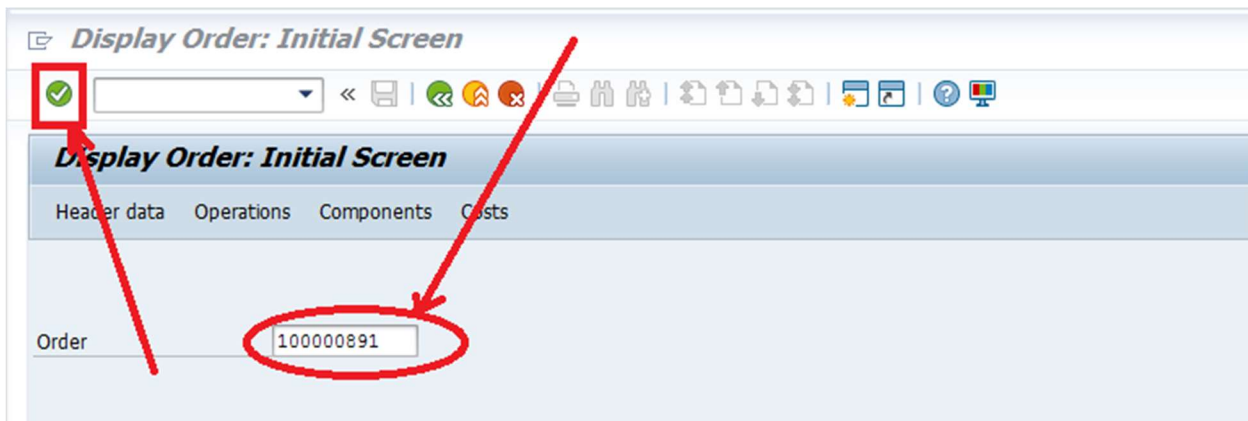 Display Order: Initial Screen
Display Order: Initial Screen
Header data Operations Components Costs
Order 100000891